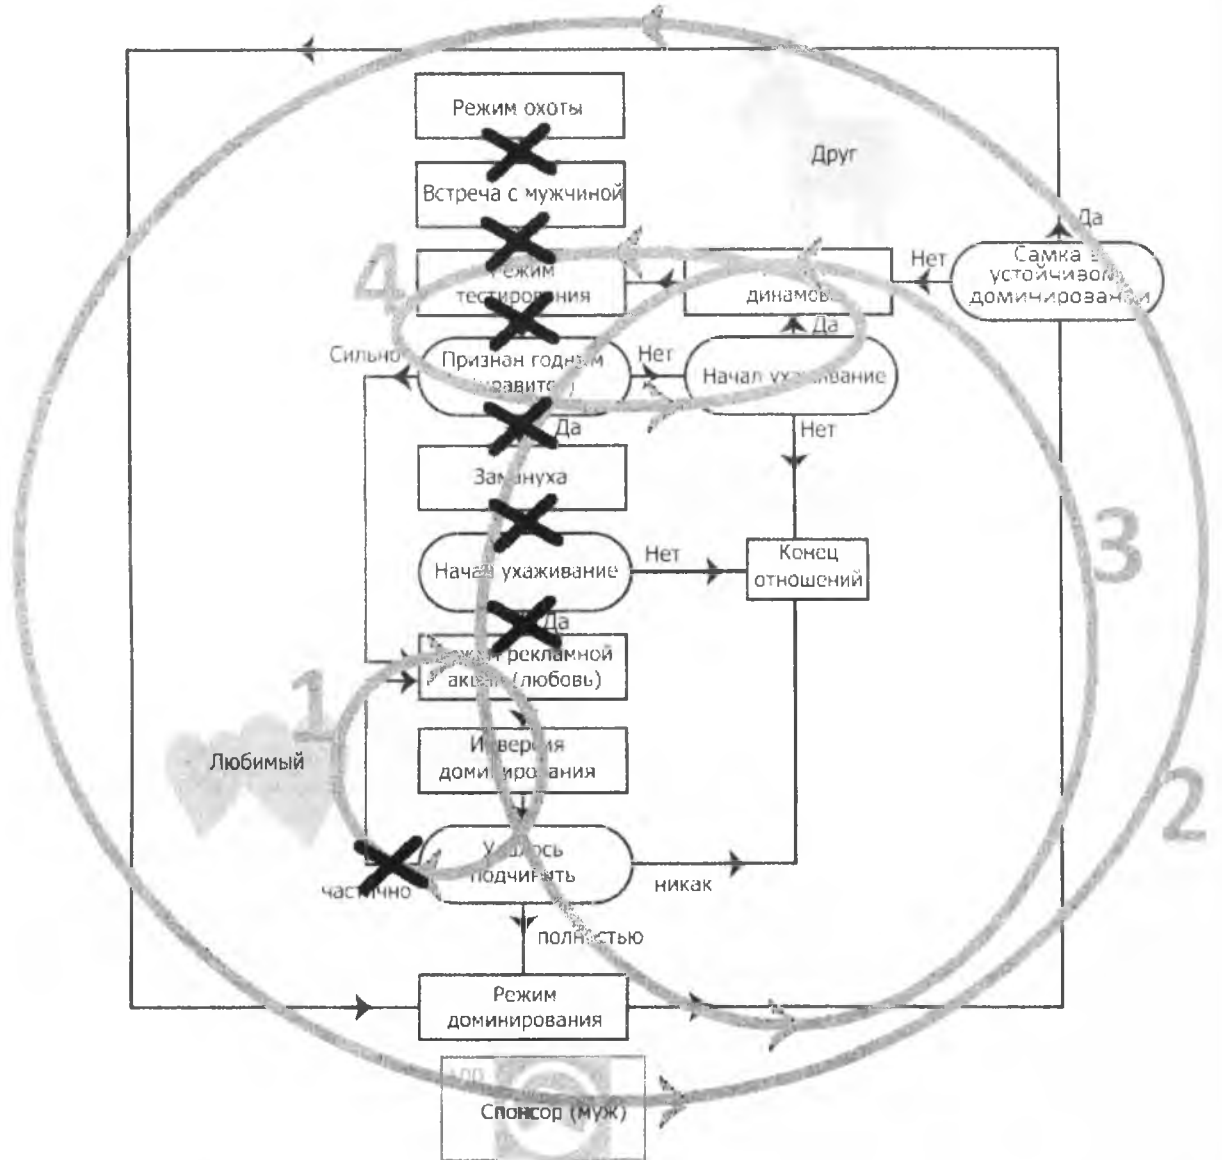 Режим охоты
Друг
Встреча с мужчиной
Да
4
Режим
тестирования
динамо
Нет
Самка в
устойчивом
доминировании
Сильно
Признан годным
(нравится)
Нет
Да
Начал ухаживание
Да
Нет
Замануха
3
Начал ухаживание
Нет
Конец
отношений
Да
рекламной
акции (любовь)
1
Любимый
Инверсия
доминирования
2
Удалось
подчинить
частично
никак
полностью
Режим
доминирования
Спонсор (муж)